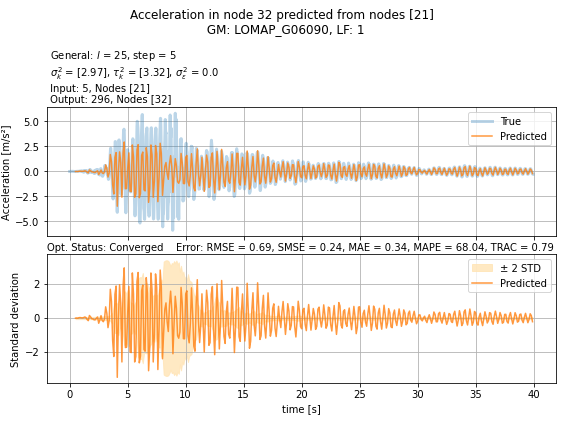 Acceleration in node 32 predicted from nodes [21]
GM: LOMAP_G06090, LF: 1
General: l = 25, step = 5
σ²ₖ = [2.97], τ²ₖ = [3.32], σ²ε = 0.0
Input: 5, Nodes [21]
Output: 296, Nodes [32]
Acceleration [m/s²]
5.0
2.5
0.0
−2.5
−5.0
True
Predicted
Opt. Status: Converged Error: RMSE = 0.69, SMSE = 0.24, MAE = 0.34, MAPE = 68.04, TRAC = 0.79
Standard deviation
2
0
−2
± 2 STD
Predicted
0 5 10 15 20 25 30 35 40
time [s]